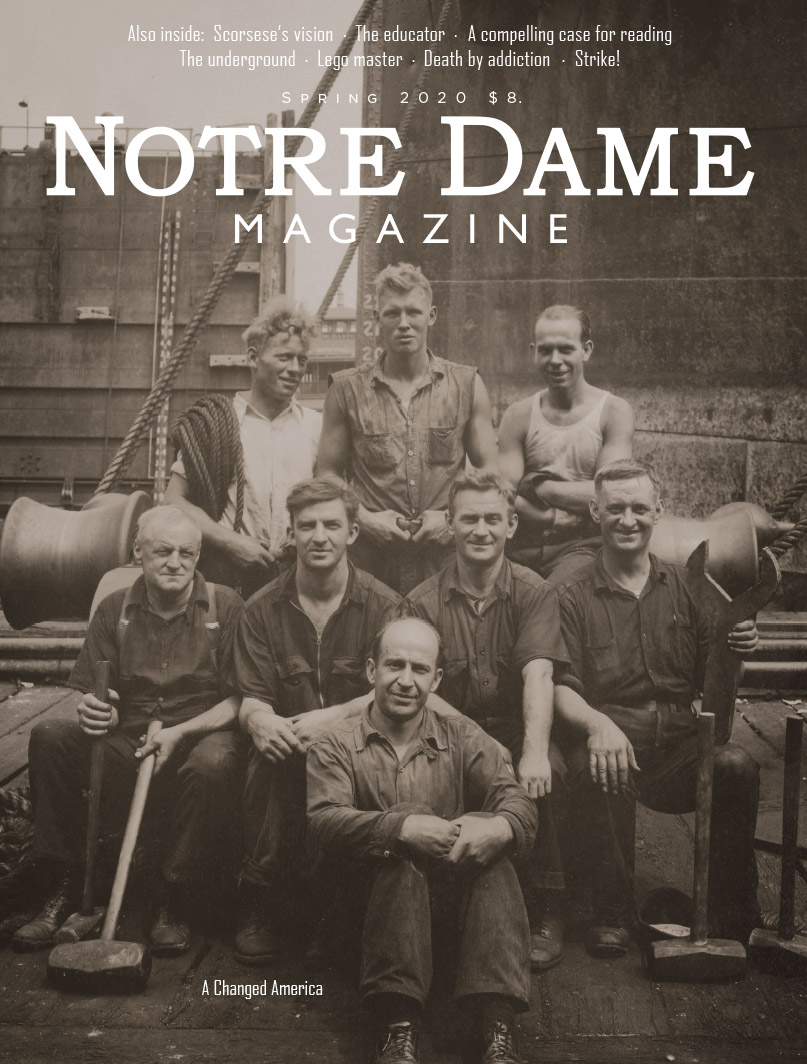 Also inside: Scorsese's vision · The educator · A compelling case for reading
The underground · Lego master · Death by addiction · Strike!
SPRING 2020 $8.
NOTRE DAME
MAGAZINE
A Changed America